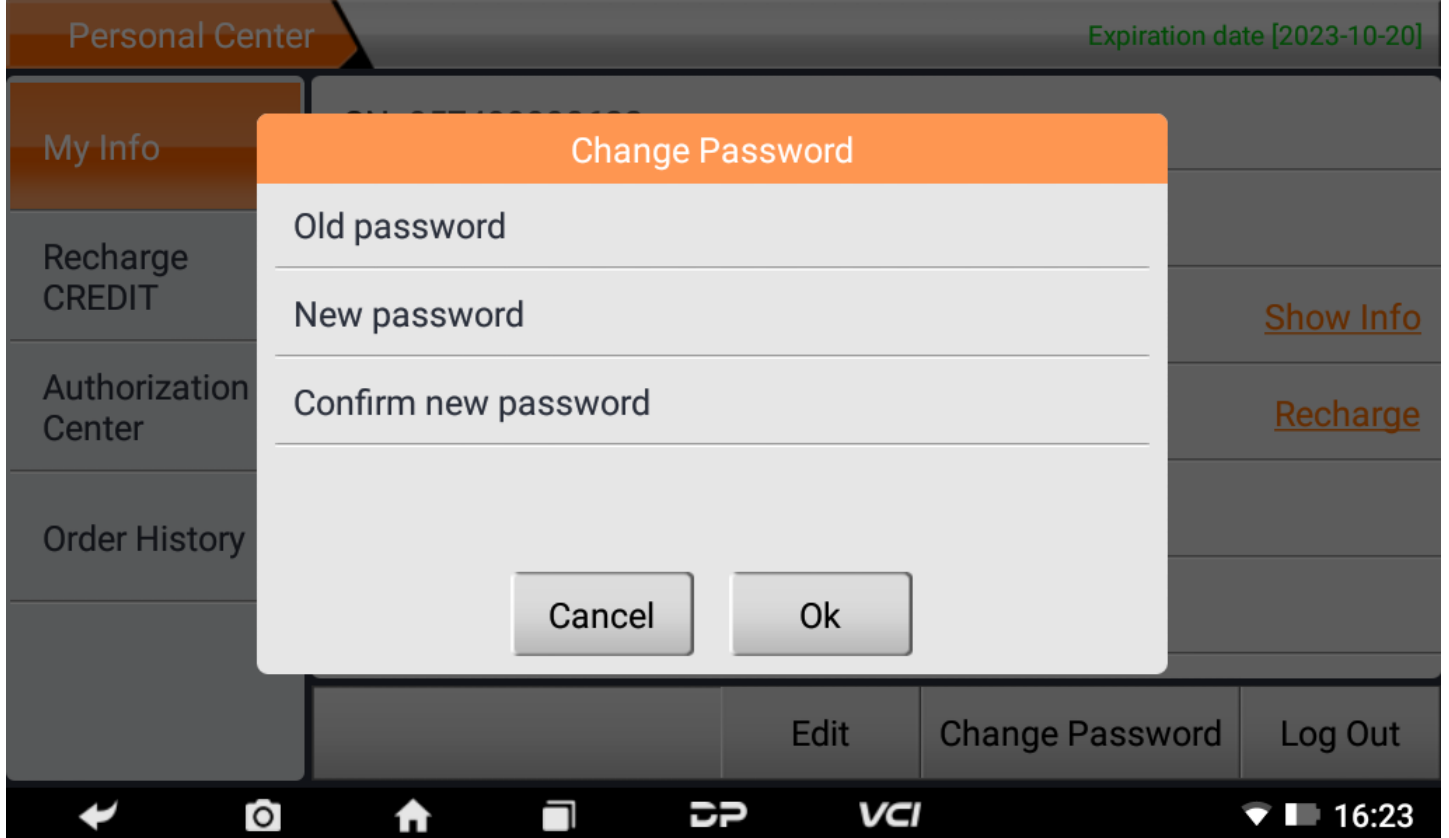 Personal Center
Expiration date [2023-10-20]
My Info
Recharge
CREDIT
Authorization
Center
Order History
Change Password
Old password
New password
Confirm new password
Cancel
Ok
Show Info
Recharge
Edit
Change Password
Log Out
DP
VCI
16:23